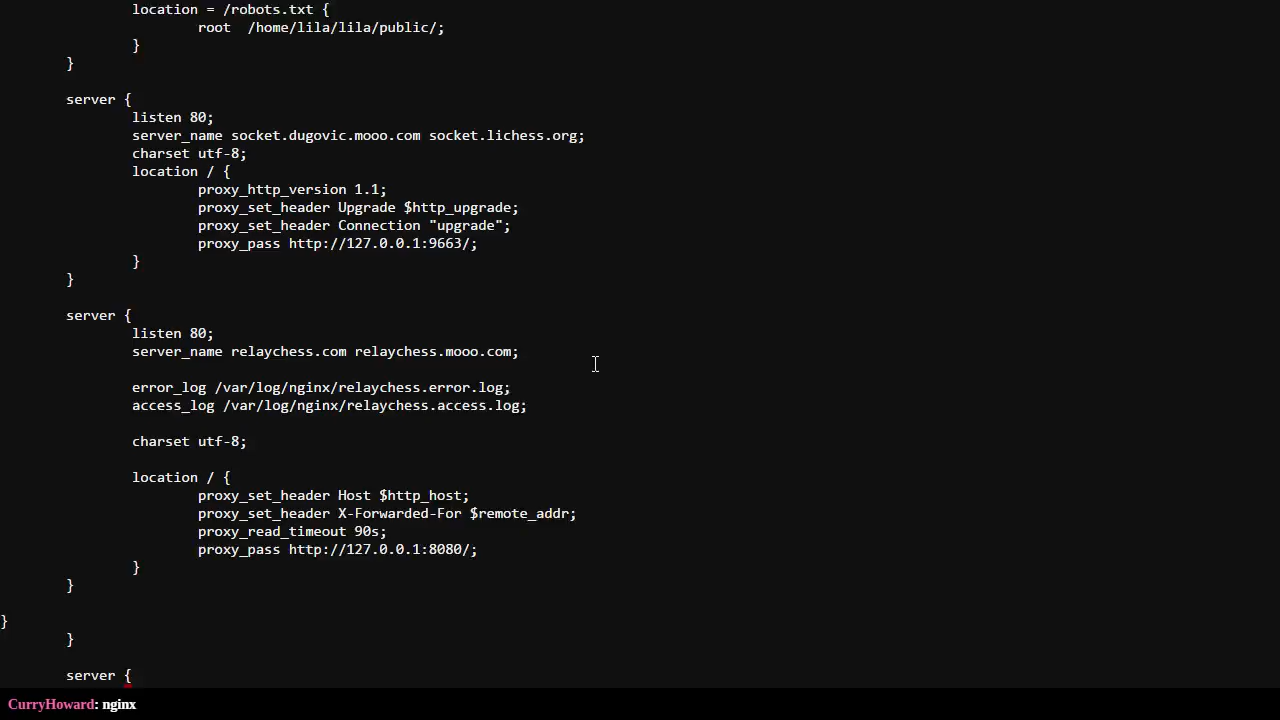 location = /robots.txt {
root  /home/lila/lila/public/;
}
}
server {
listen 80;
server_name socket.dugovic.mooo.com socket.lichess.org;
charset utf-8;
location / {
proxy_http_version 1.1;
proxy_set_header Upgrade $http_upgrade;
proxy_set_header Connection "upgrade";
proxy_pass http://127.0.0.1:9663/;
}
}
server {
listen 80;
server_name relaychess.com relaychess.mooo.com;
error_log /var/log/nginx/relaychess.error.log;
access_log /var/log/nginx/relaychess.access.log;
charset utf-8;
location / {
proxy_set_header Host $http_host;
proxy_set_header X-Forwarded-For $remote_addr;
proxy_read_timeout 90s;
proxy_pass http://127.0.0.1:8080/;
}
}
}
}
server {
CurryHoward: nginx